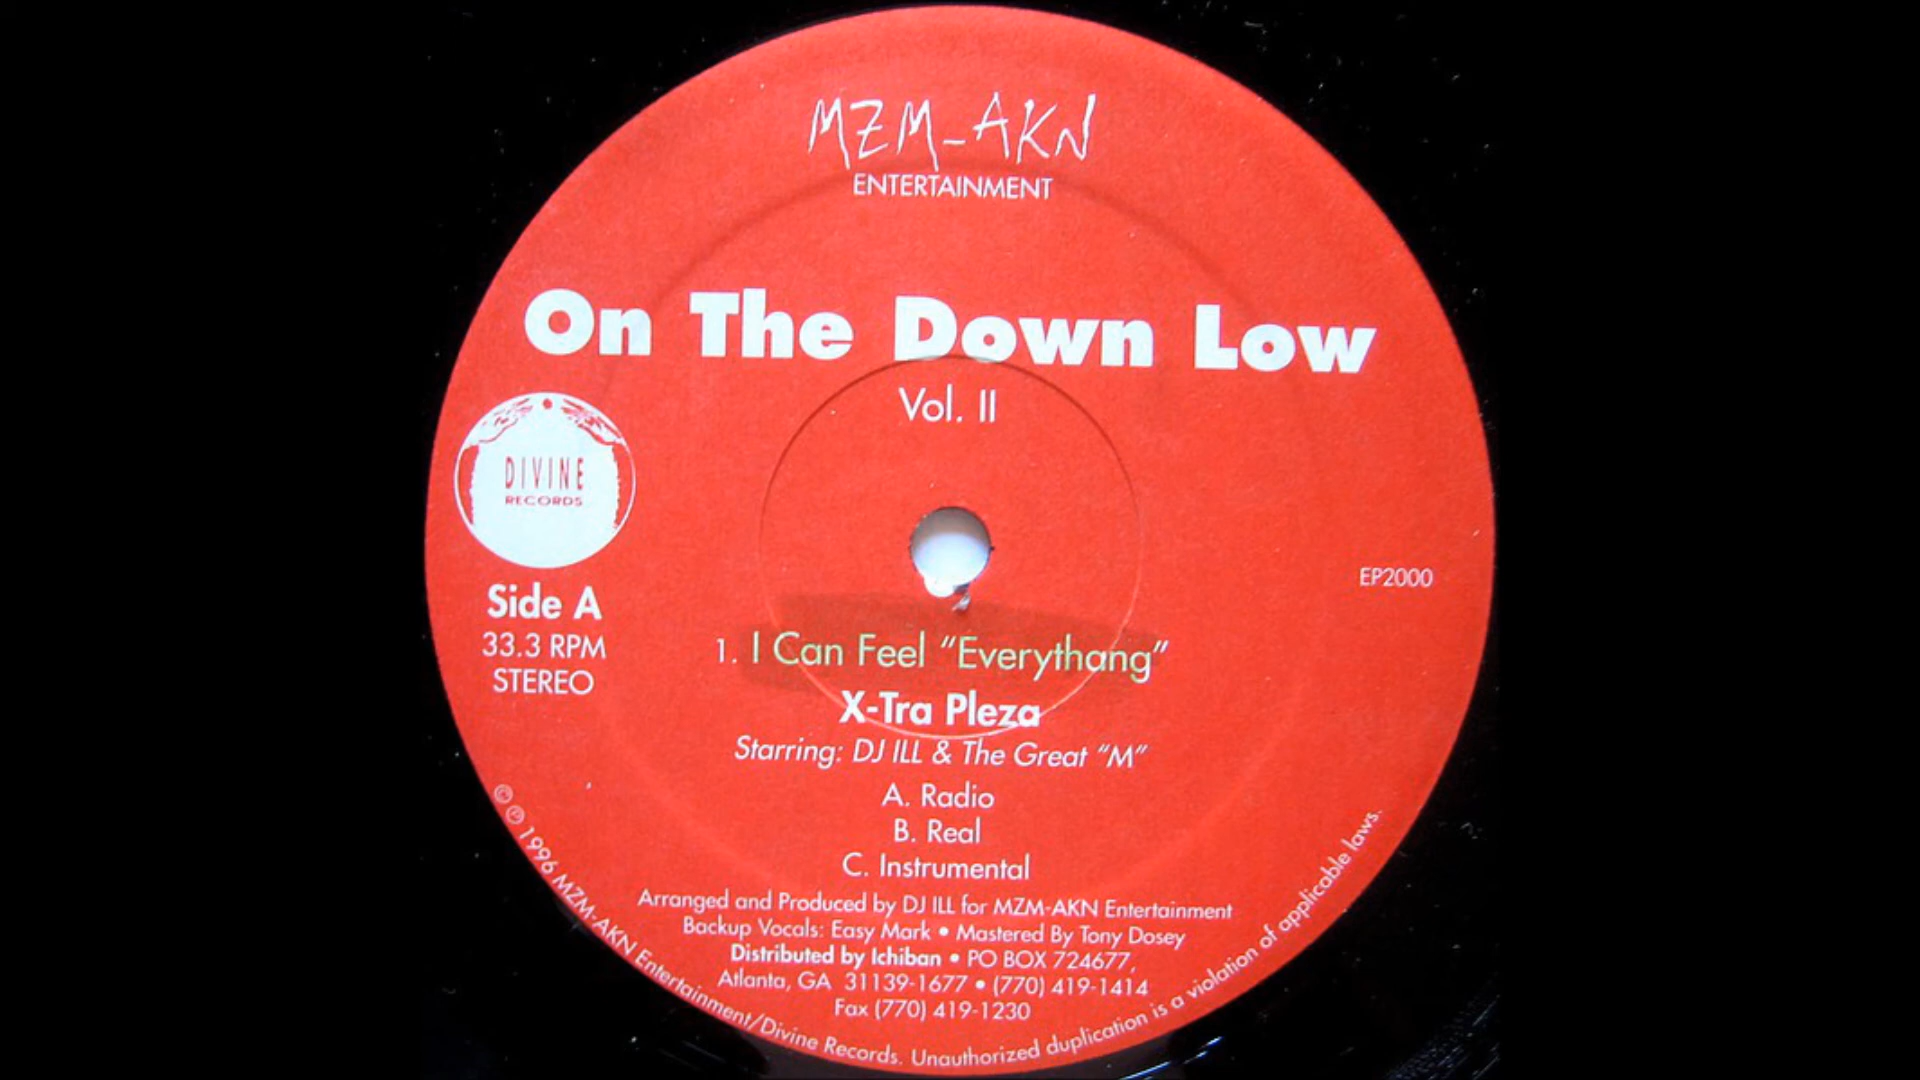 MZM-AKN
ENTERTAINMENT
On The Down Low
Vol. II
DIVINE
RECORDS
Side A
33.3 RPM
STEREO
EP2000
1. I Can Feel “Everythang”
X-Tra Pleza
Starring: DJ ILL & The Great “M”
A. Radio
B. Real
C. Instrumental
Arranged and Produced by DJ ILL for MZM-AKN Entertainment
Backup Vocals: Easy Mark • Mastered By Tony Dosey
Distributed by Ichiban • PO BOX 724677,
Atlanta, GA 31139-1677 • (770) 419-1414
Fax (770) 419-1230
© ℗ 1996 MZM-AKN Entertainment/Divine Records. Unauthorized duplication is a violation of applicable laws.